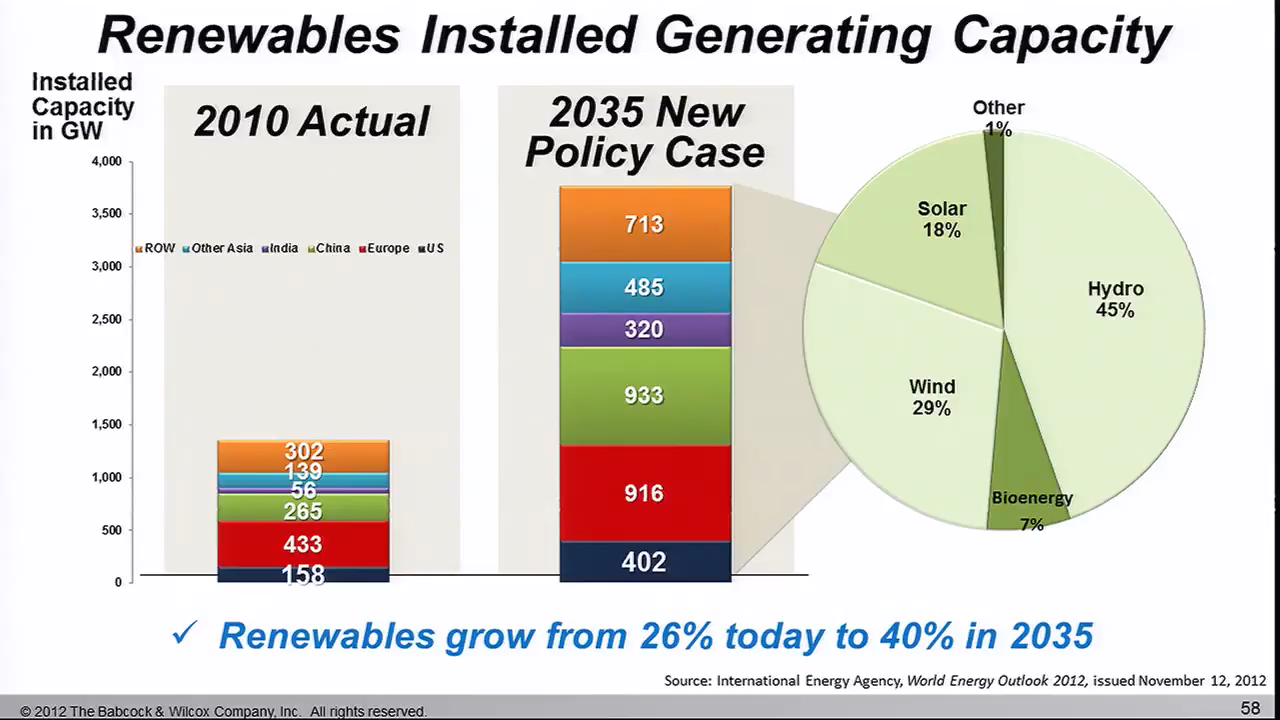 Renewables Installed Generating Capacity
Installed
Capacity
in GW
2010 Actual
2035 New
Policy Case
4,000
3,500
3,000
2,500
2,000
1,500
1,000
500
0
ROW Other Asia India China Europe US
302
139
56
265
433
158
713
485
320
933
916
402
Other
1%
Solar
18%
Hydro
45%
Wind
29%
Bioenergy
7%
✓ Renewables grow from 26% today to 40% in 2035
Source: International Energy Agency, World Energy Outlook 2012, issued November 12, 2012
© 2012 The Babcock & Wilcox Company, Inc. All rights reserved.
58